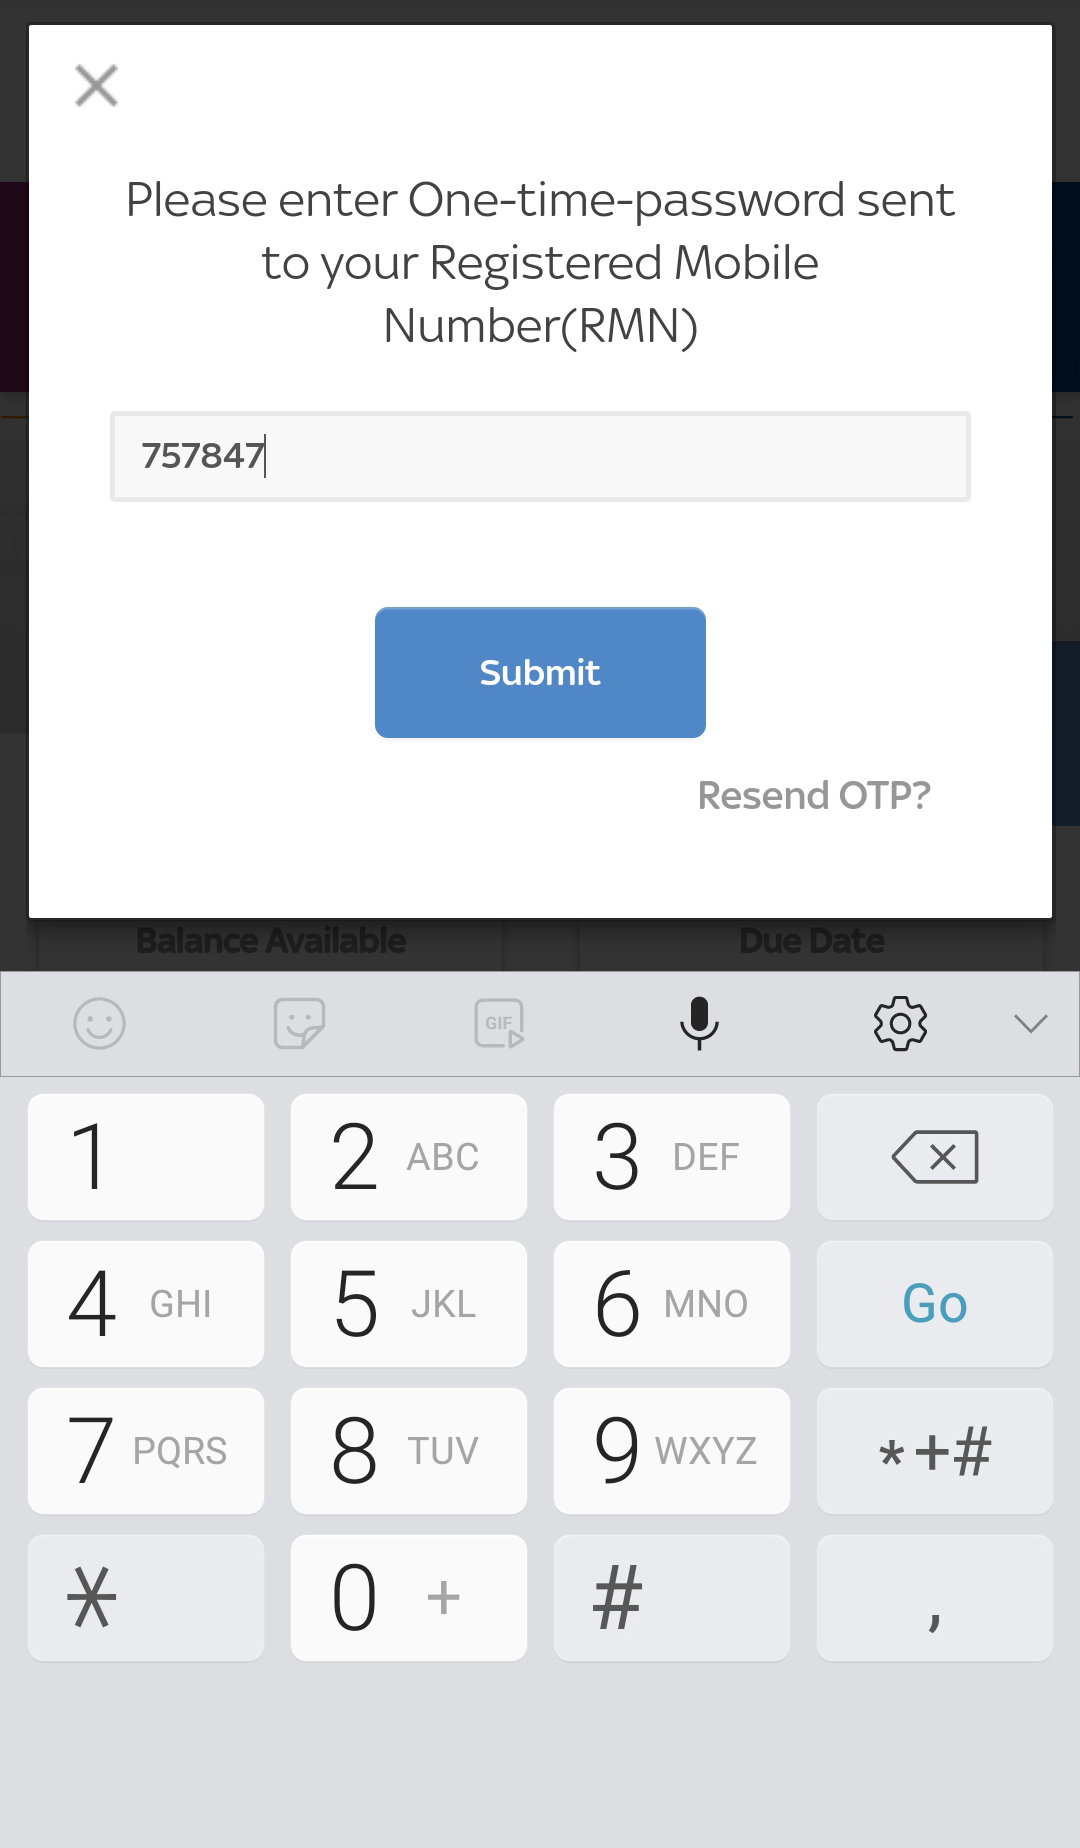 Please enter One-time-password sent
to your Registered Mobile
Number(RMN)
757847
Submit
Resend OTP?
Balance Available
Due Date
GIF
1
2 ABC
3 DEF
4 GHI
5 JKL
6 MNO
Go
7 PQRS
8 TUV
9 WXYZ
*+#
*
0 +
#
,